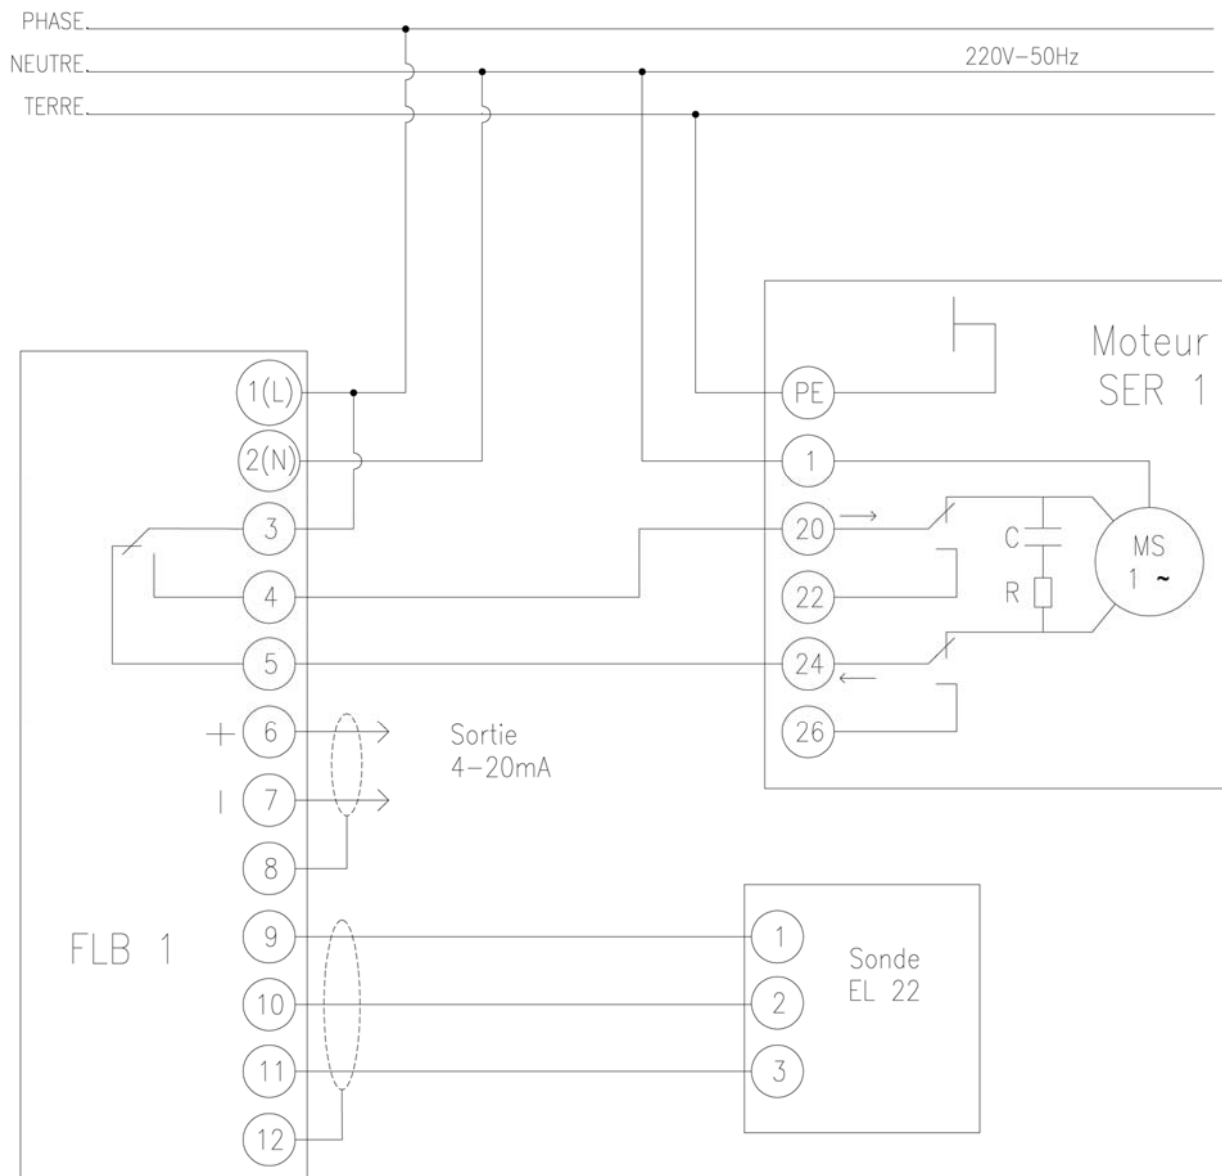 PHASE
NEUTRE
220V-50Hz
TERRE
Moteur
SER 1
1(L)
2(N)
3
4
5
+ 6
- 7
8
9
10
11
12
FLB 1
PE
1
20
22
24
26
C
R
MS
1 ~
Sortie
4-20mA
1
2
3
Sonde
EL 22